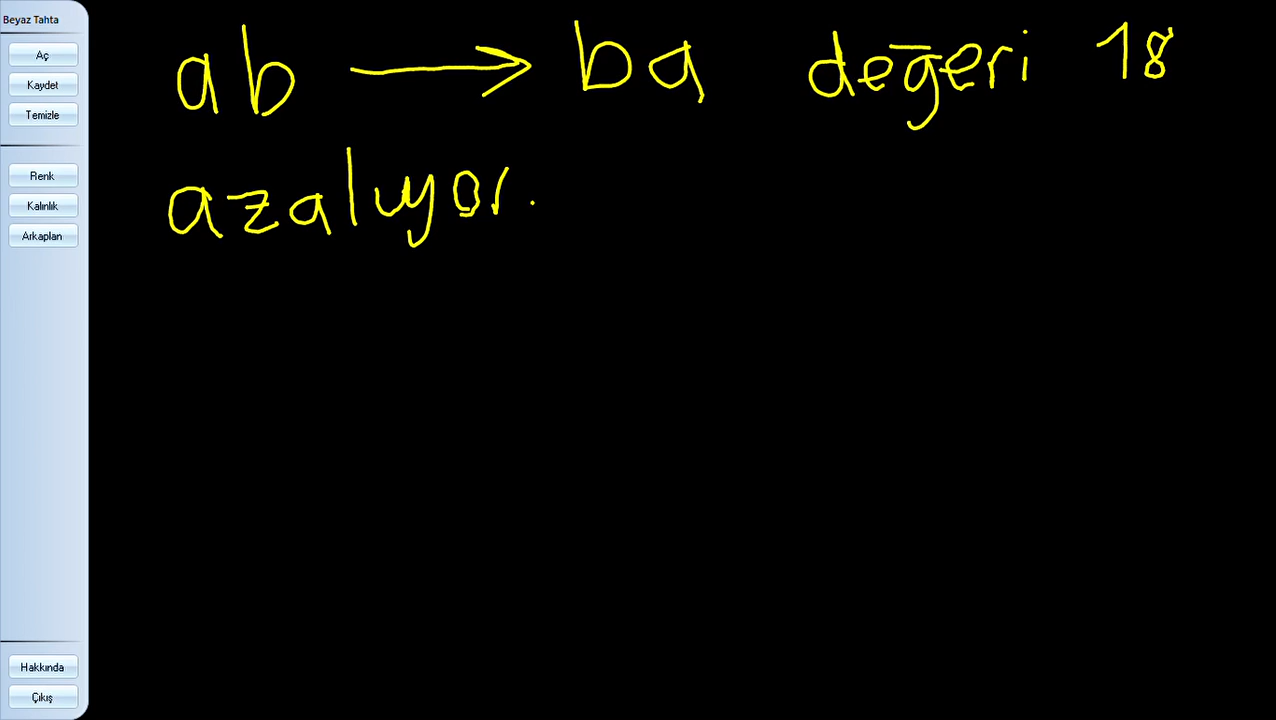 Beyaz Tahta
Aç
Kaydet
Temizle
Renk
Kalınlık
Arkaplan
Hakkında
Çıkış
ab → ba değeri 18
azalıyor.